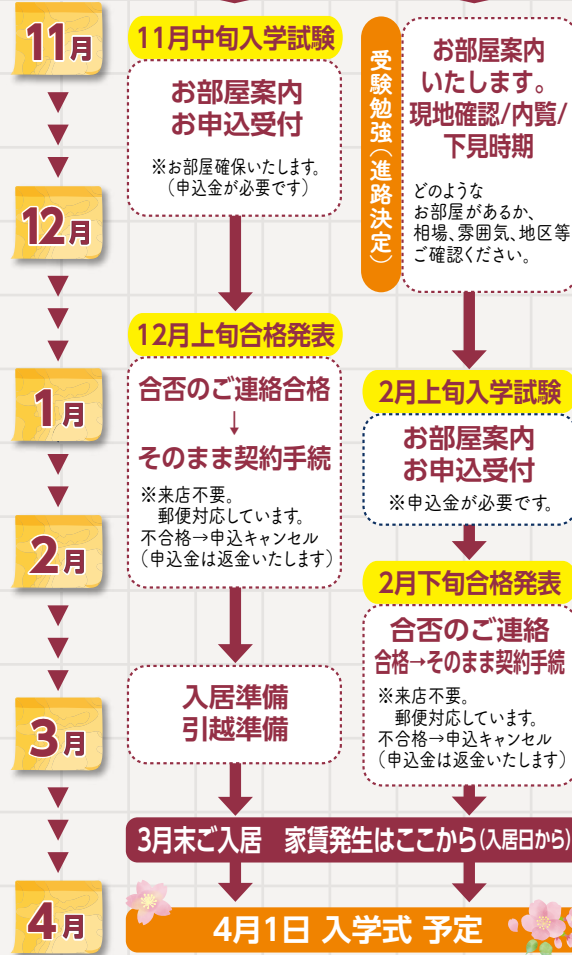 11月
12月
1月
2月
3月
4月
11月中旬入学試験
お部屋案内
お申込受付
※お部屋確保いたします。
（申込金が必要です）
12月上旬合格発表
合否のご連絡合格
↓
そのまま契約手続
※来店不要。
郵便対応しています。
不合格→申込キャンセル
（申込金は返金いたします）
入居準備
引越準備
受験勉強（進路決定）
お部屋案内
いたします。
現地確認/内覧/
下見時期
どのような
お部屋があるか、
相場、雰囲気、地区等
ご確認ください。
2月上旬入学試験
お部屋案内
お申込受付
※申込金が必要です。
2月下旬合格発表
合否のご連絡
合格→そのまま契約手続
※来店不要。
郵便対応しています。
不合格→申込キャンセル
（申込金は返金いたします）
3月末ご入居　家賃発生はここから(入居日から)
4月1日 入学式 予定